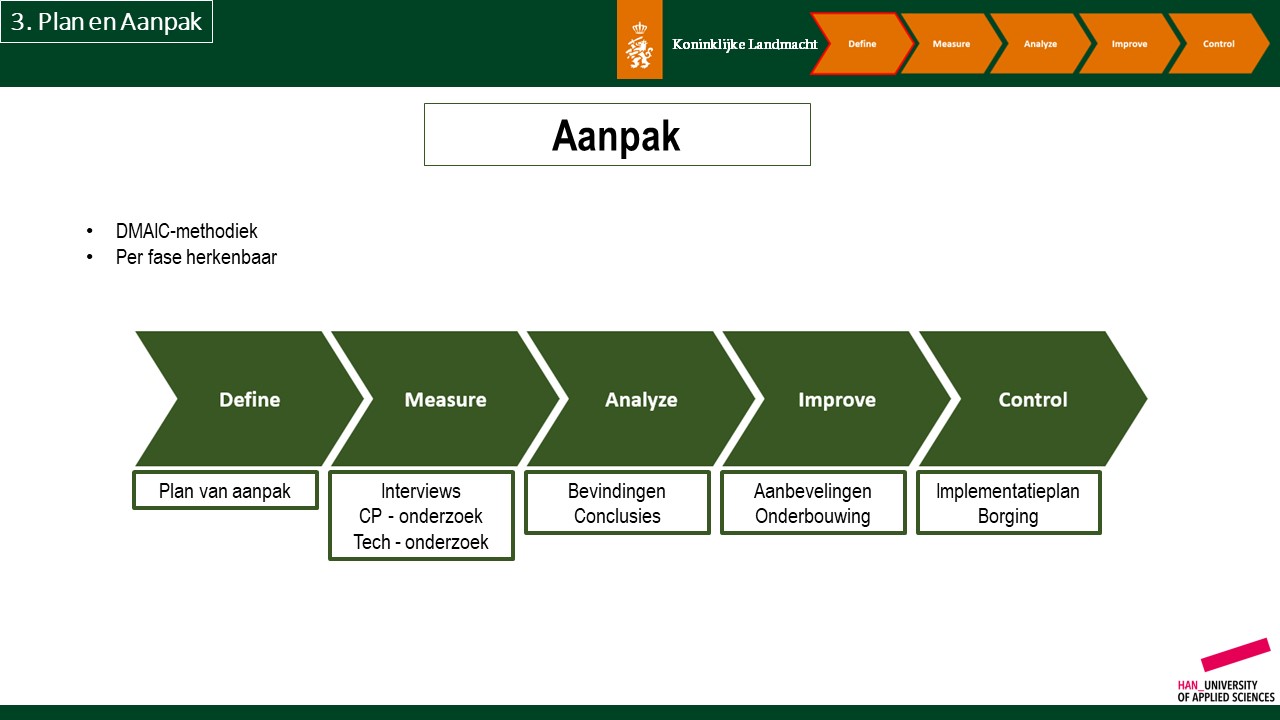 3. Plan en Aanpak
Koninklijke Landmacht
Define
Measure
Analyze
Improve
Control
Aanpak
• DMAIC-methodiek
• Per fase herkenbaar
Define
Measure
Analyze
Improve
Control
Plan van aanpak
Interviews
CP - onderzoek
Tech - onderzoek
Bevindingen
Conclusies
Aanbevelingen
Onderbouwing
Implementatieplan
Borging
HAN_UNIVERSITY
OF APPLIED SCIENCES